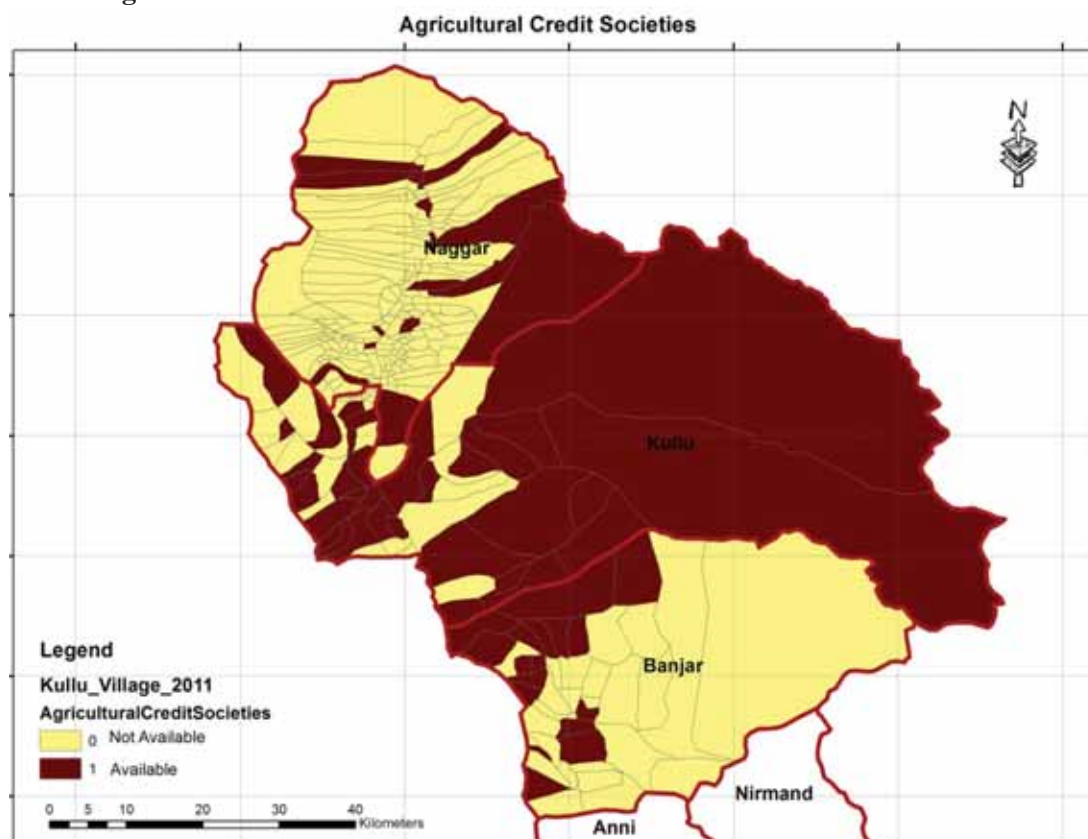 Agricultural Credit Societies
N
Naggar
Kullu
Banjar
Nirmand
Anni
Legend
Kullu_Village_2011
AgriculturalCreditSocieties
0 Not Available
1 Available
0 5 10 20 30 40
Kilometers